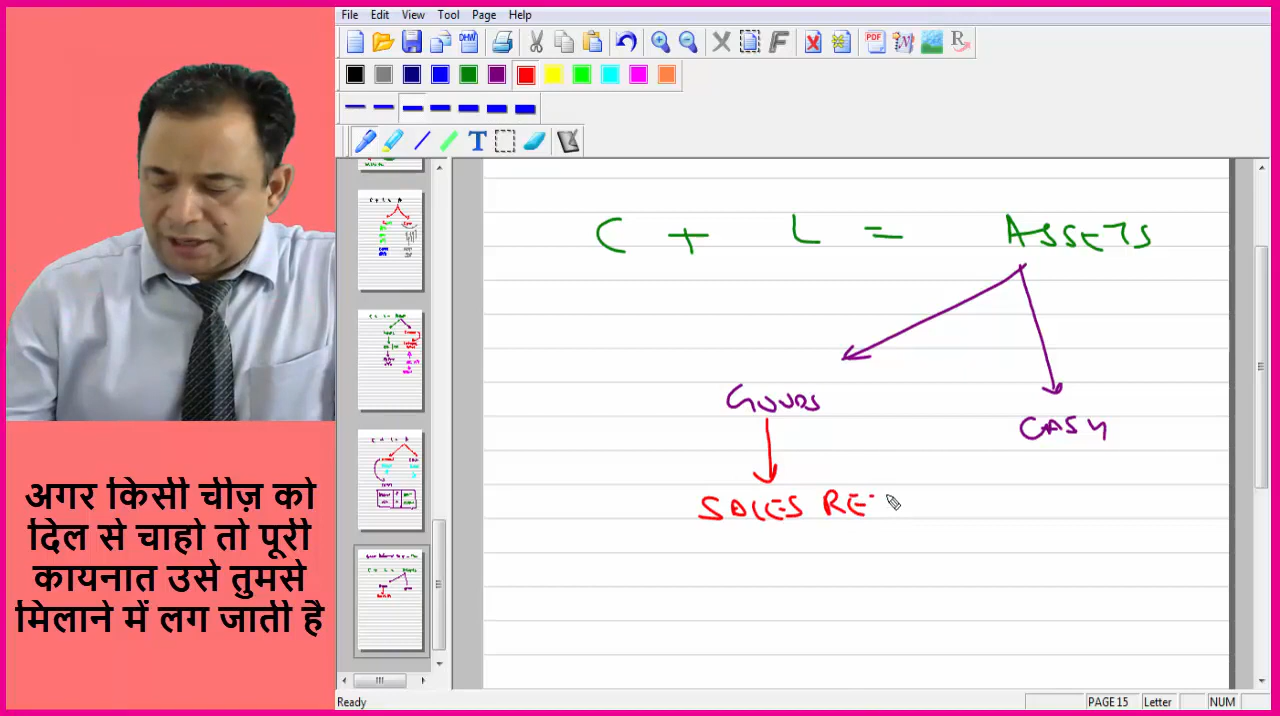 File Edit View Tool Page Help
C + L = ASSETS
GOODS
CASH
SALES RE
अगर किसी चीज़ को
दिल से चाहो तो पूरी
कायनात उसे तुमसे
मिलाने में लग जाती है
Ready PAGE 15 Letter NUM